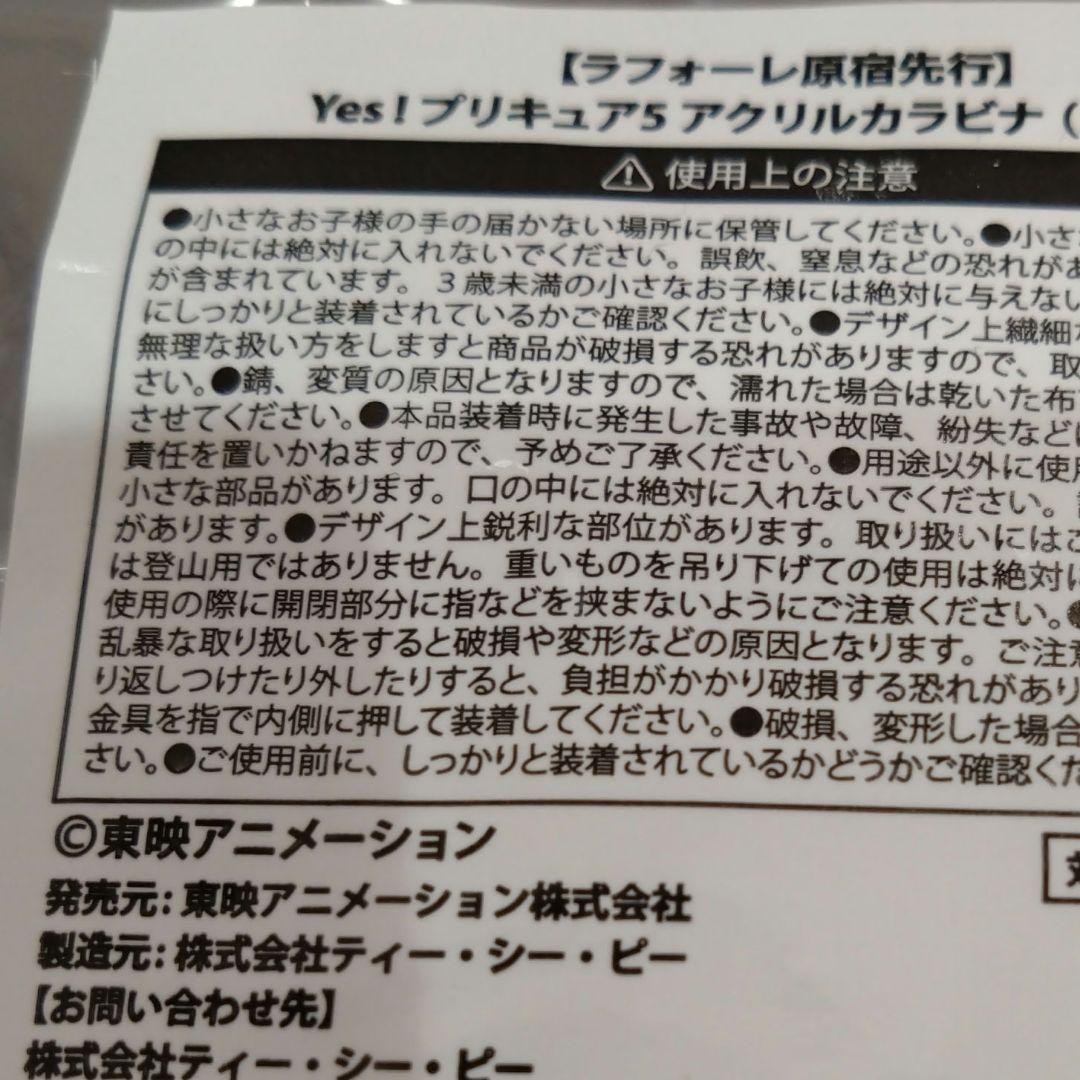 【ラフォーレ原宿先行】
Yes！プリキュア5 アクリルカラビナ（
⚠使用上の注意
●小さなお子様の手の届かない場所に保管してください。●小さ
の中には絶対に入れないでください。誤飲、窒息などの恐れがあ
が含まれています。３歳未満の小さなお子様には絶対に与えない
にしっかりと装着されているかご確認ください。●デザイン上繊細
無理な扱い方をしますと商品が破損する恐れがありますので、取
さい。●錆、変質の原因となりますので、濡れた場合は乾いた布
させてください。●本品装着時に発生した事故や故障、紛失など
責任を置いかねますので、予めご了承ください。●用途以外に使用
小さな部品があります。口の中には絶対に入れないでください。
があります。●デザイン上鋭利な部位があります。取り扱いにはご
は登山用ではありません。重いものを吊り下げての使用は絶対に
使用の際に開閉部分に指などを挟まないようにご注意ください。●
乱暴な取り扱いをすると破損や変形などの原因となります。ご注意
り返しつけたり外したりすると、負担がかかり破損する恐れがあり
金具を指で内側に押して装着してください。●破損、変形した場合
さい。●ご使用前に、しっかりと装着されているかどうかご確認くだ
©東映アニメーション
発売元：東映アニメーション株式会社
製造元：株式会社ティー・シー・ピー
【お問い合わせ先】
株式会社ティー・シー・ピー